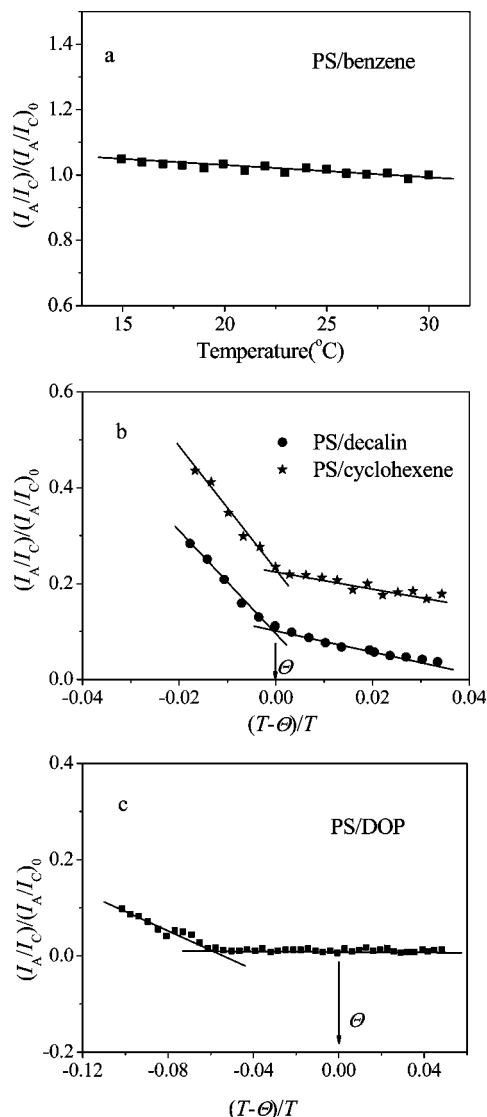 a
PS/benzene
(I_A/I_C)/(I_A/I_C)_0
1.4
1.2
1.0
0.8
0.6
15 20 25 30
Temperature(°C)
b
PS/decalin
PS/cyclohexene
(I_A/I_C)/(I_A/I_C)_0
0.6
0.4
0.2
0.0
Θ
-0.04 -0.02 0.00 0.02 0.04
(T-Θ)/T
c
PS/DOP
(I_A/I_C)/(I_A/I_C)_0
0.4
0.2
0.0
-0.2
Θ
-0.12 -0.08 -0.04 0.00 0.04
(T-Θ)/T